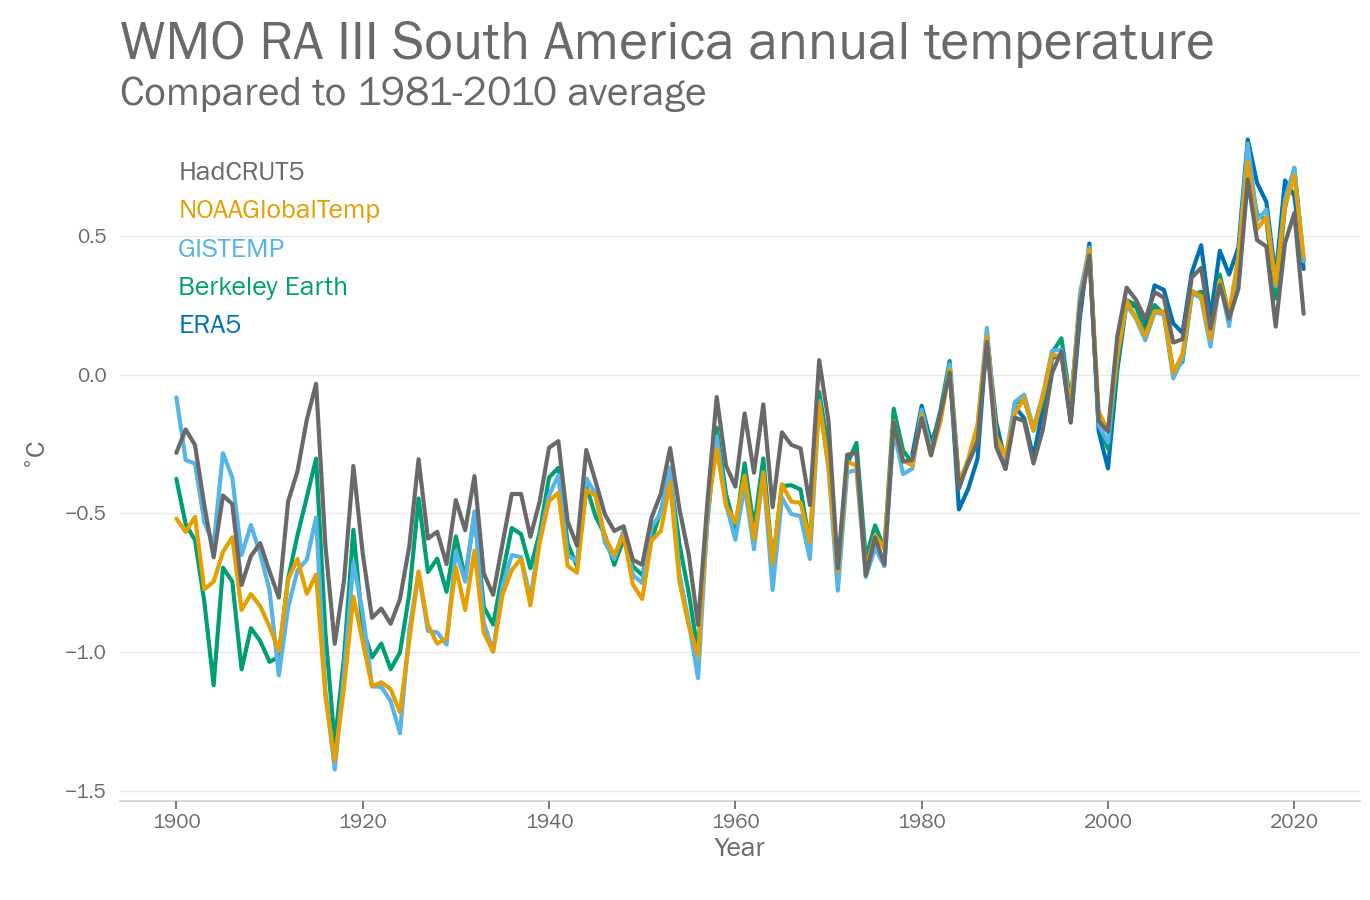 WMO RA III South America annual temperature
Compared to 1981-2010 average
HadCRUT5
NOAAGlobalTemp
GISTEMP
Berkeley Earth
ERA5
°C
0.5
0.0
−0.5
−1.0
−1.5
1900 1920 1940 1960 1980 2000 2020
Year